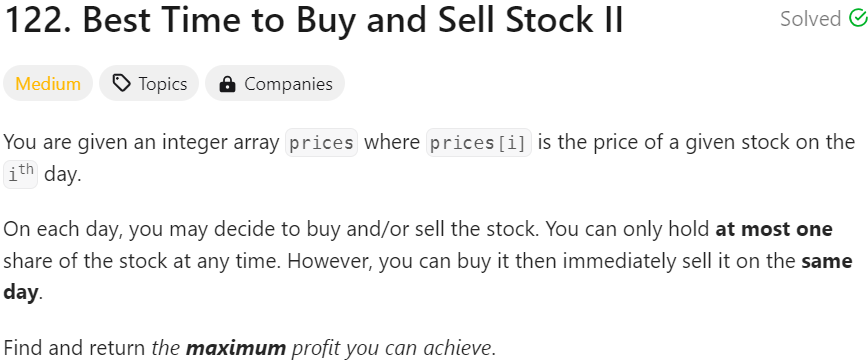 122. Best Time to Buy and Sell Stock II
Solved
Medium
Topics
Companies
You are given an integer array prices where prices[i] is the price of a given stock on the
ith day.
On each day, you may decide to buy and/or sell the stock. You can only hold at most one
share of the stock at any time. However, you can buy it then immediately sell it on the same
day.
Find and return the maximum profit you can achieve.